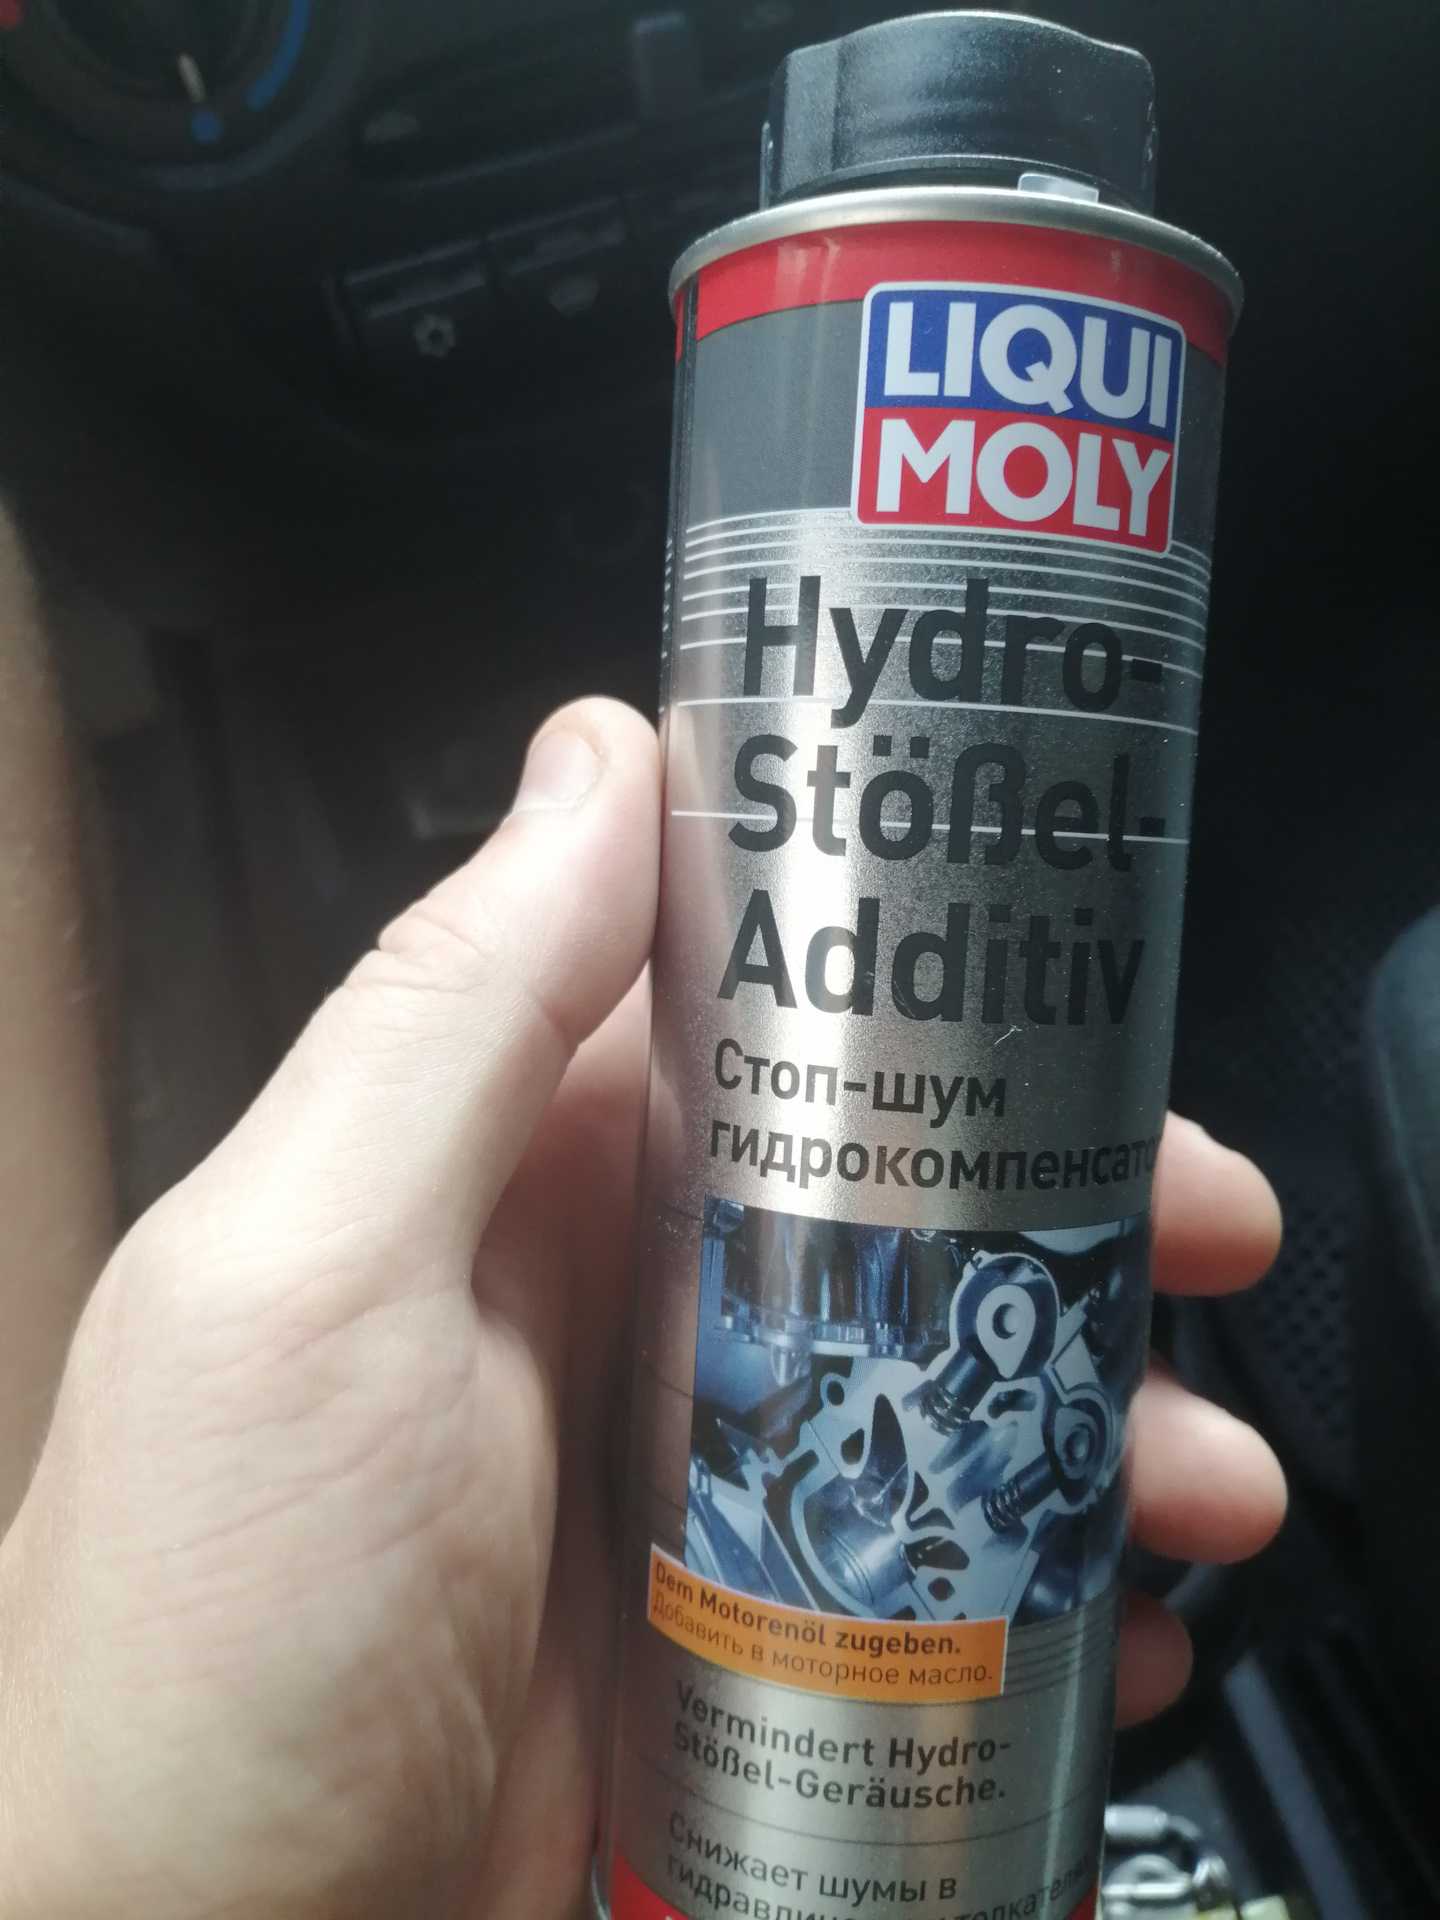 LIQUI
MOLY
Hydro-
Stößel-
Additiv
Стоп-шум
гидрокомпенсато
Dem Motorenöl zugeben.
Добавить в моторное масло.
Vermindert Hydro-
Stößel-Geräusche.
Снижает шумы в